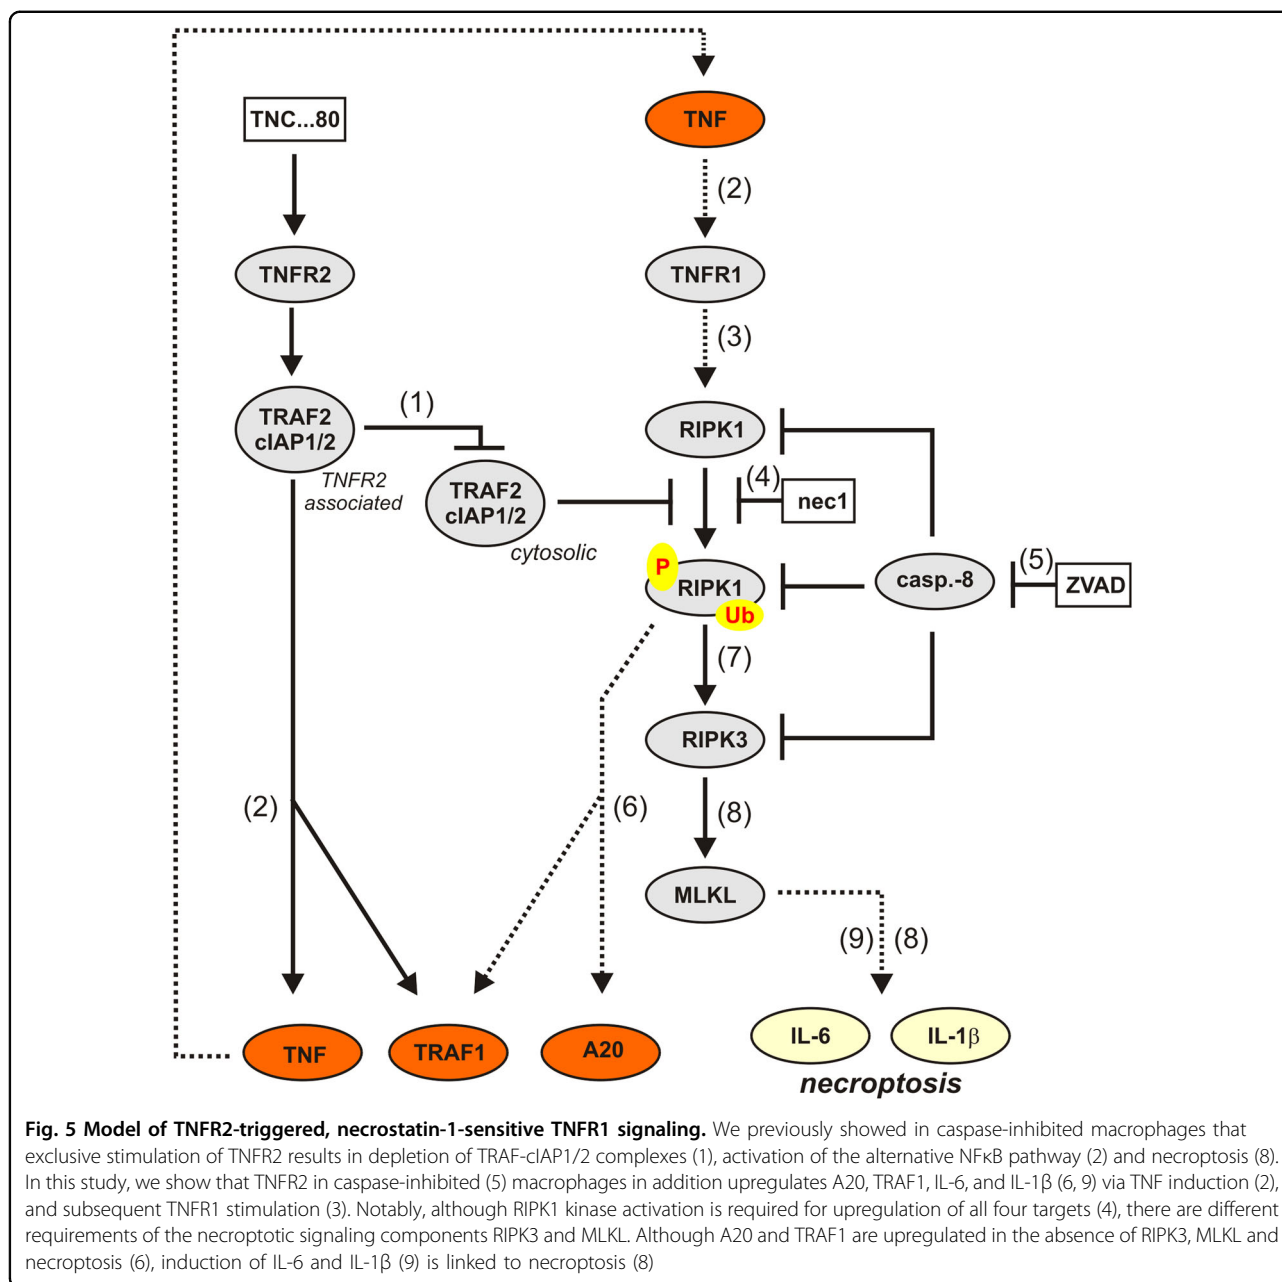 TNC...80
TNF
(2)
TNFR2
TNFR1
(3)
TRAF2
cIAP1/2
(1)
TNFR2
associated
TRAF2
cIAP1/2
cytosolic
RIPK1
(4)
nec1
P
RIPK1
Ub
casp.-8
(5)
ZVAD
(7)
RIPK3
(2)
(6)
(8)
MLKL
(9)
(8)
TNF
TRAF1
A20
IL-6
IL-1β
necroptosis
Fig. 5 Model of TNFR2-triggered, necrostatin-1-sensitive TNFR1 signaling. We previously showed in caspase-inhibited macrophages that
exclusive stimulation of TNFR2 results in depletion of TRAF-cIAP1/2 complexes (1), activation of the alternative NFκB pathway (2) and necroptosis (8).
In this study, we show that TNFR2 in caspase-inhibited (5) macrophages in addition upregulates A20, TRAF1, IL-6, and IL-1β (6, 9) via TNF induction (2),
and subsequent TNFR1 stimulation (3). Notably, although RIPK1 kinase activation is required for upregulation of all four targets (4), there are different
requirements of the necroptotic signaling components RIPK3 and MLKL. Although A20 and TRAF1 are upregulated in the absence of RIPK3, MLKL and
necroptosis (6), induction of IL-6 and IL-1β (9) is linked to necroptosis (8)